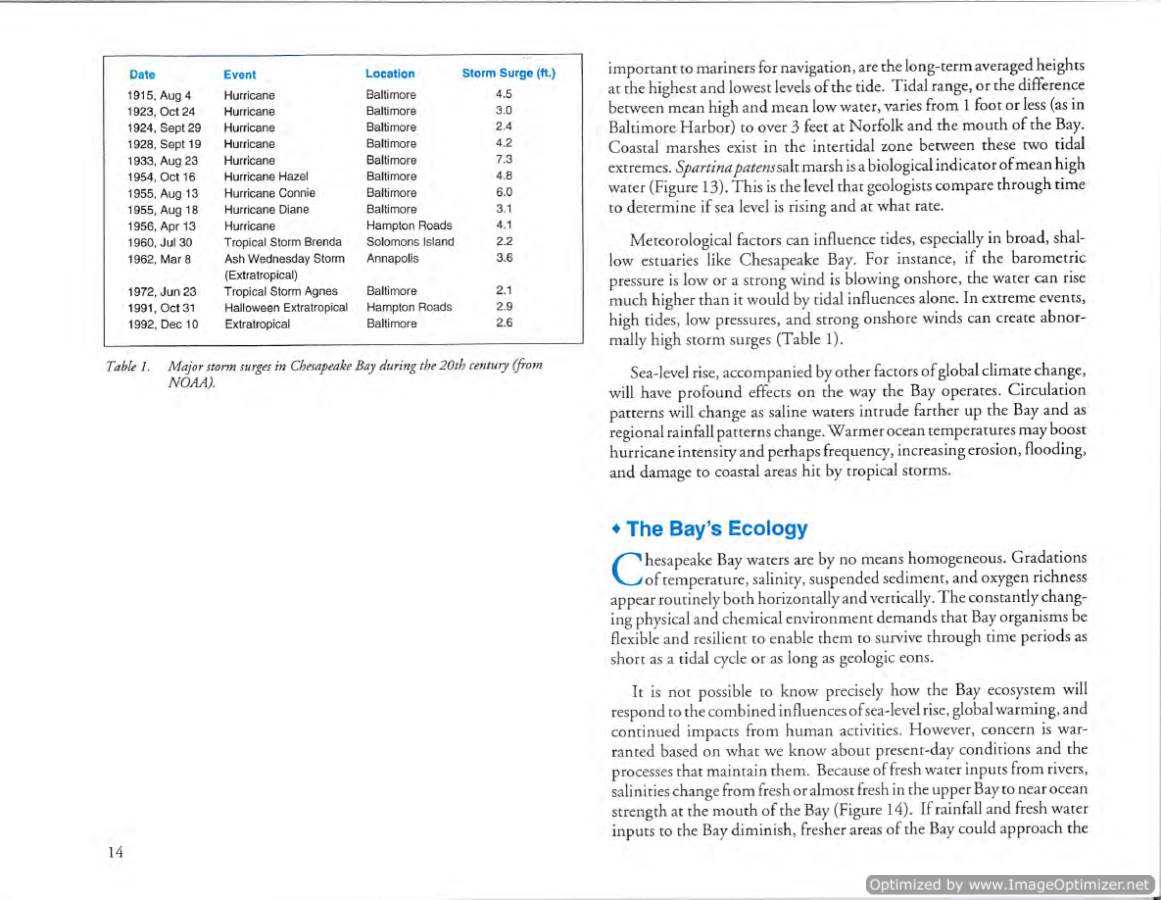 Date Event Location Storm Surge (ft.)
1915, Aug 4 Hurricane Baltimore 4.5
1923, Oct 24 Hurricane Baltimore 3.0
1924, Sept 29 Hurricane Baltimore 2.4
1928, Sept 19 Hurricane Baltimore 4.2
1933, Aug 23 Hurricane Baltimore 7.3
1954, Oct 16 Hurricane Hazel Baltimore 4.8
1955, Aug 13 Hurricane Connie Baltimore 6.0
1955, Aug 18 Hurricane Diane Baltimore 3.1
1956, Apr 13 Hurricane Hampton Roads 4.1
1960, Jul 30 Tropical Storm Brenda Solomons Island 2.2
1962, Mar 8 Ash Wednesday Storm Annapolis 3.6
(Extratropical)
1972, Jun 23 Tropical Storm Agnes Baltimore 2.1
1991, Oct 31 Halloween Extratropical Hampton Roads 2.9
1992, Dec 10 Extratropical Baltimore 2.6
Table 1. Major storm surges in Chesapeake Bay during the 20th century (from
NOAA).
14
important to mariners for navigation, are the long-term averaged heights
at the highest and lowest levels of the tide. Tidal range, or the difference
between mean high and mean low water, varies from 1 foot or less (as in
Baltimore Harbor) to over 3 feet at Norfolk and the mouth of the Bay.
Coastal marshes exist in the intertidal zone between these two tidal
extremes. Spartina patens salt marsh is a biological indicator of mean high
water (Figure 13). This is the level that geologists compare through time
to determine if sea level is rising and at what rate.
Meteorological factors can influence tides, especially in broad, shal-
low estuaries like Chesapeake Bay. For instance, if the barometric
pressure is low or a strong wind is blowing onshore, the water can rise
much higher than it would by tidal influences alone. In extreme events,
high tides, low pressures, and strong onshore winds can create abnor-
mally high storm surges (Table 1).
Sea-level rise, accompanied by other factors of global climate change,
will have profound effects on the way the Bay operates. Circulation
patterns will change as saline waters intrude farther up the Bay and as
regional rainfall patterns change. Warmer ocean temperatures may boost
hurricane intensity and perhaps frequency, increasing erosion, flooding,
and damage to coastal areas hit by tropical storms.
♦ The Bay's Ecology
Chesapeake Bay waters are by no means homogeneous. Gradations
of temperature, salinity, suspended sediment, and oxygen richness
appear routinely both horizontally and vertically. The constantly chang-
ing physical and chemical environment demands that Bay organisms be
flexible and resilient to enable them to survive through time periods as
short as a tidal cycle or as long as geologic eons.
It is not possible to know precisely how the Bay ecosystem will
respond to the combined influences of sea-level rise, global warming, and
continued impacts from human activities. However, concern is war-
ranted based on what we know about present-day conditions and the
processes that maintain them. Because of fresh water inputs from rivers,
salinities change from fresh or almost fresh in the upper Bay to near ocean
strength at the mouth of the Bay (Figure 14). If rainfall and fresh water
inputs to the Bay diminish, fresher areas of the Bay could approach the
Optimized by www.ImageOptimizer.net